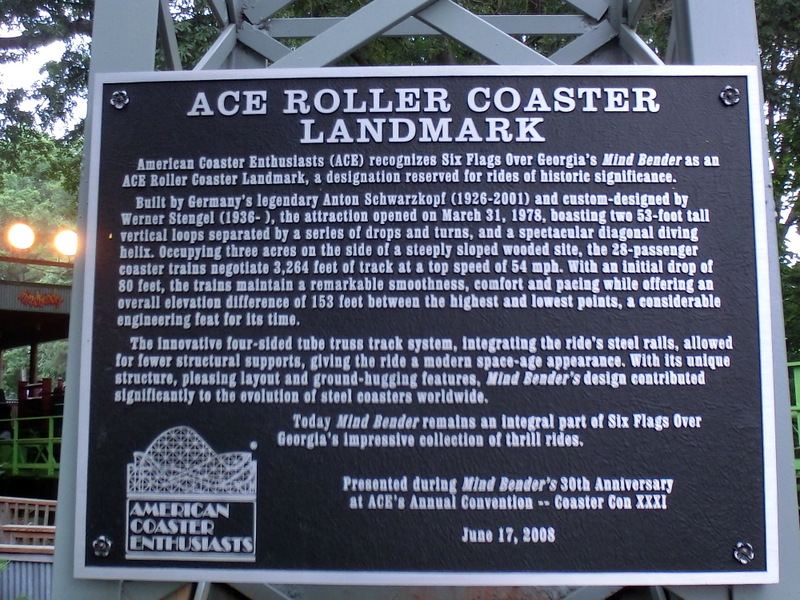 ACE ROLLER COASTER
LANDMARK
American Coaster Enthusiasts (ACE) recognizes Six Flags Over Georgia's Mind Bender as an
ACE Roller Coaster Landmark, a designation reserved for rides of historic significance.
Built by Germany's legendary Anton Schwarzkopf (1926-2001) and custom-designed by
Werner Stengel (1936- ), the attraction opened on March 31, 1978, boasting two 53-foot tall
vertical loops separated by a series of drops and turns, and a spectacular diagonal diving
helix. Occupying three acres on the side of a steeply sloped wooded site, the 28-passenger
coaster trains negotiate 3,264 feet of track at a top speed of 54 mph. With an initial drop of
80 feet, the trains maintain a remarkable smoothness, comfort and pacing while offering an
overall elevation difference of 153 feet between the highest and lowest points, a considerable
engineering feat for its time.
The innovative four-sided tube truss track system, integrating the ride's steel rails, allowed
for fewer structural supports, giving the ride a modern space-age appearance. With its unique
structure, pleasing layout and ground-hugging features, Mind Bender's design contributed
significantly to the evolution of steel coasters worldwide.
Today Mind Bender remains an integral part of Six Flags Over
Georgia's impressive collection of thrill rides.
Presented during Mind Bender's 30th Anniversary
at ACE's Annual Convention -- Coaster Con XXXI
June 17, 2008
AMERICAN
COASTER
ENTHUSIASTS